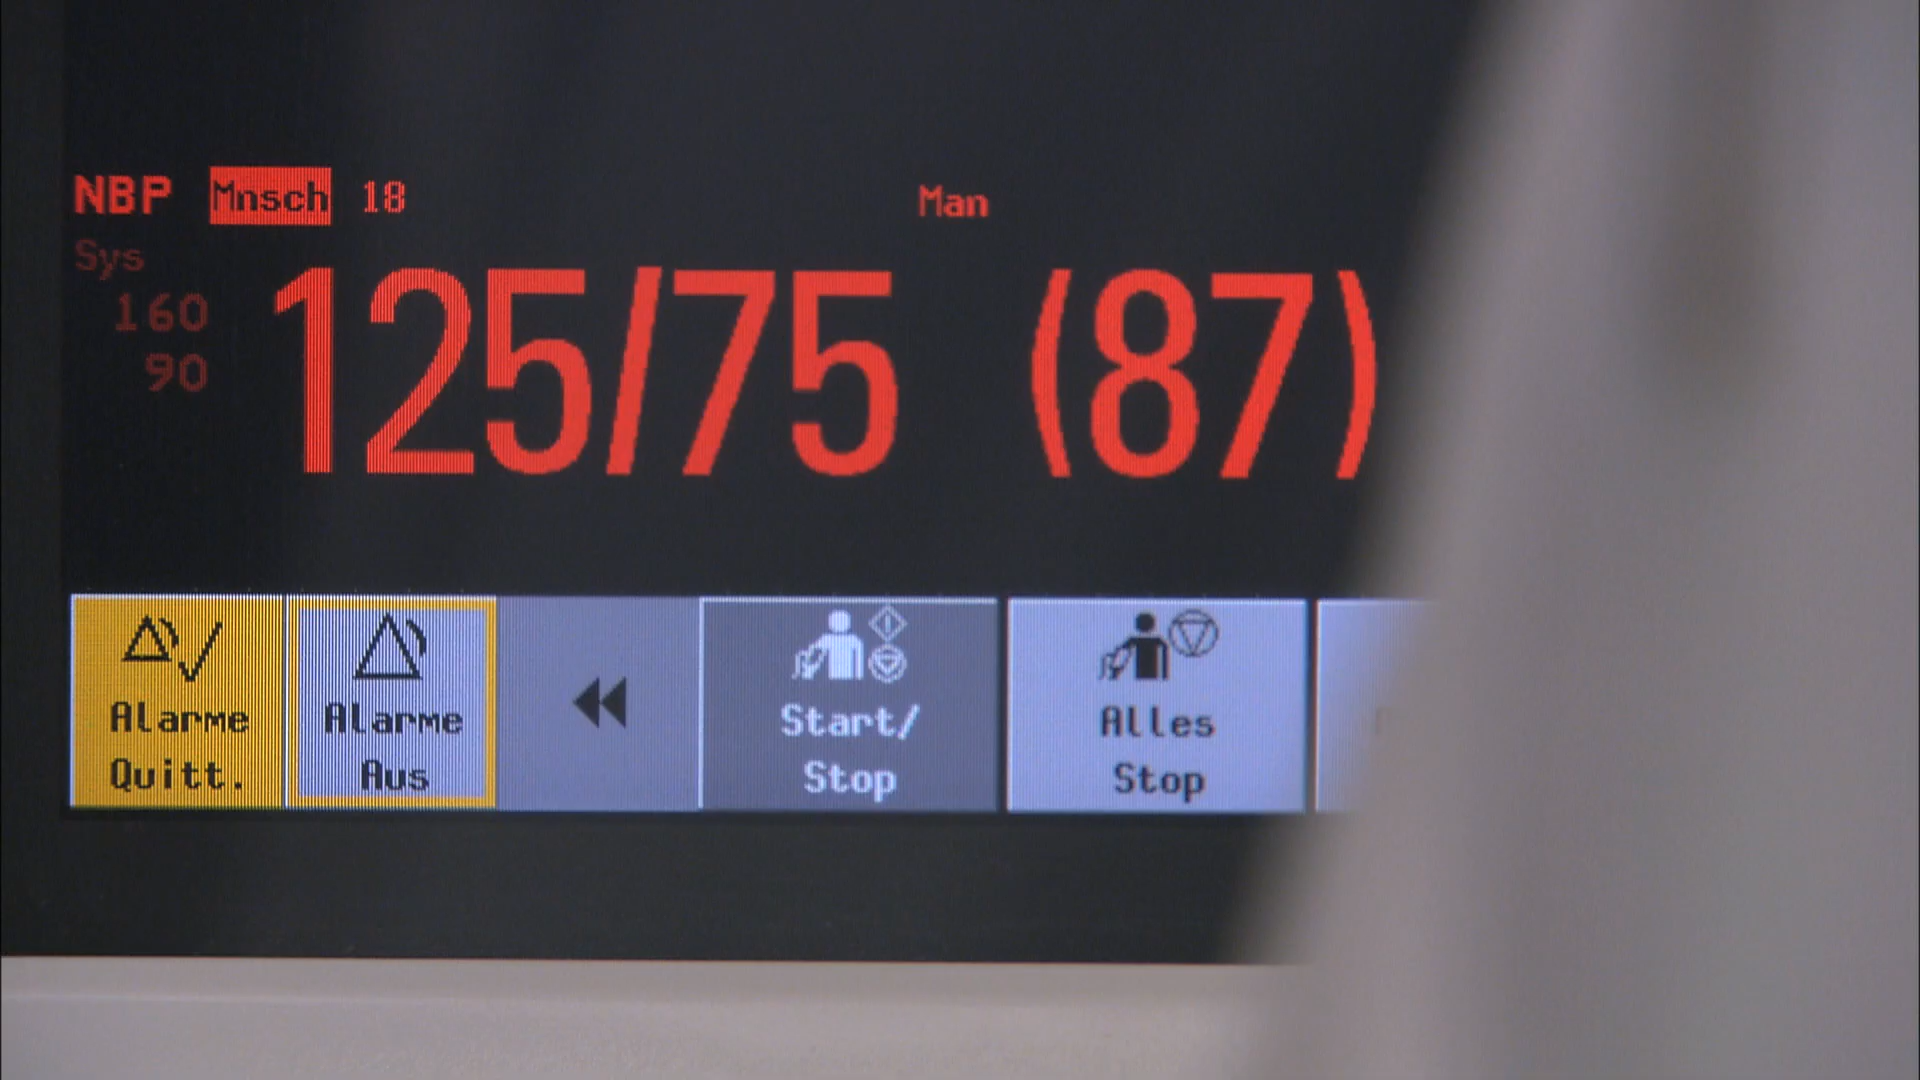 NBP Mnsch 18 Man
Sys
160
90
125/75 (87)
Alarme
Quitt.
Alarme
Aus
Start/
Stop
Alles
Stop